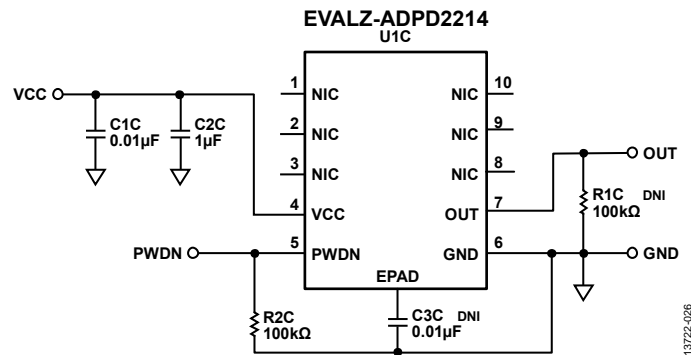 EVALZ-ADPD2214
U1C
VCC
C1C
0.01µF
C2C
1µF
1 NIC
2 NIC
3 NIC
4 VCC
5 PWDN
NIC 10
NIC 9
NIC 8
OUT 7
GND 6
EPAD
OUT
R1C DNI
100kΩ
PWDN
GND
R2C
100kΩ
C3C DNI
0.01µF
13722-026